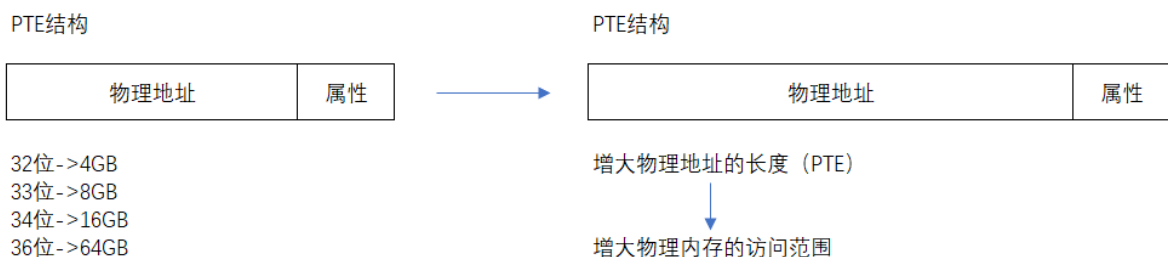 PTE结构
物理地址 属性
32位->4GB
33位->8GB
34位->16GB
36位->64GB
PTE结构
物理地址 属性
增大物理地址的长度（PTE）
增大物理内存的访问范围